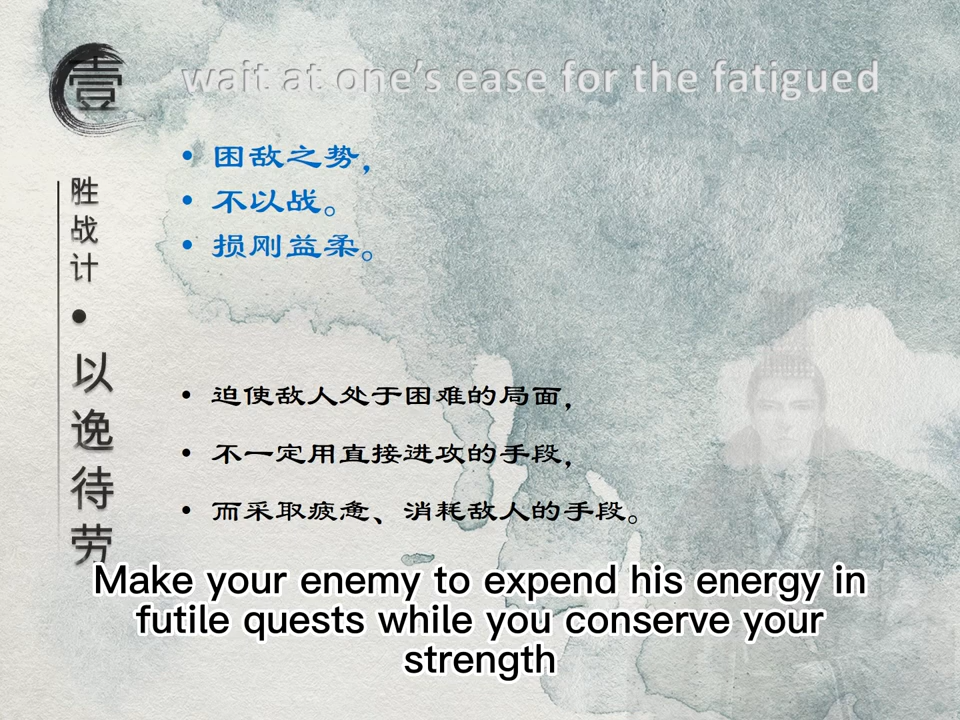 壹
wait at one's ease for the fatigued
胜战计•以逸待劳
• 困敌之势，
• 不以战。
• 损刚益柔。
• 迫使敌人处于困难的局面，
• 不一定用直接进攻的手段，
• 而采取疲惫、消耗敌人的手段。
Make your enemy to expend his energy in
futile quests while you conserve your
strength